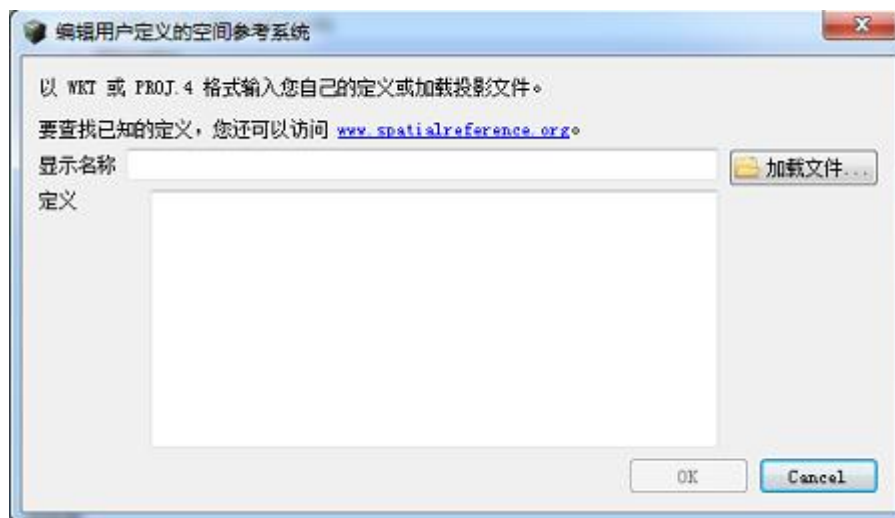 编辑用户定义的空间参考系统
以 WKT 或 PROJ.4 格式输入您自己的定义或加载投影文件。
要查找已知的定义，您还可以访问 www.spatialreference.org。
显示名称
加载文件...
定义
OK
Cancel